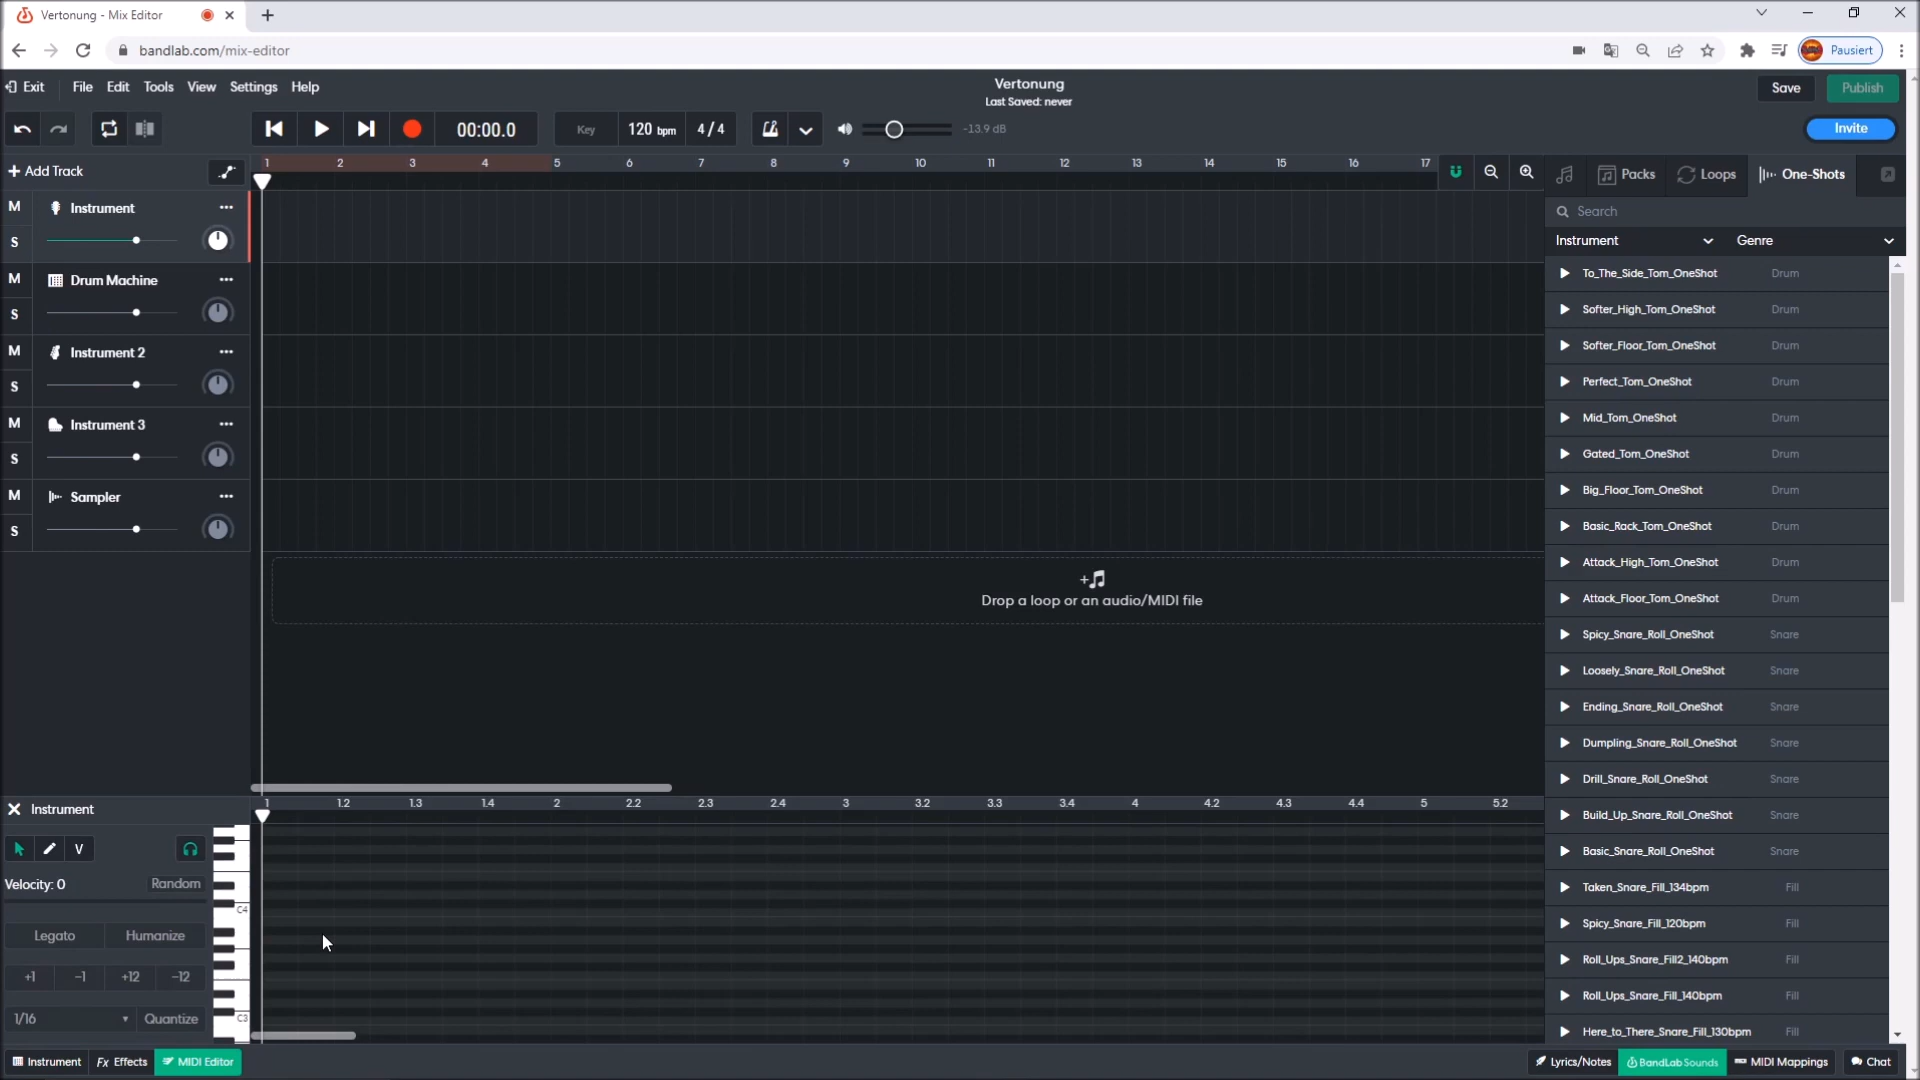 Vertonung - Mix Editor
bandlab.com/mix-editor
Pausiert
Exit File Edit Tools View Settings Help
Vertonung
Last Saved: never
Save Publish
00:00.0 Key 120 bpm 4 / 4 -13.9 dB
Invite
+ Add Track
1 2 3 4 5 6 7 8 9 10 11 12 13 14 15 16 17
Packs Loops One-Shots
Search
Instrument Genre
M Instrument ...
S
M Drum Machine ...
S
M Instrument 2 ...
S
M Instrument 3 ...
S
M Sampler ...
S
Drop a loop or an audio/MIDI file
To_The_Side_Tom_OneShot Drum
Softer_High_Tom_OneShot Drum
Softer_Floor_Tom_OneShot Drum
Perfect_Tom_OneShot Drum
Mid_Tom_OneShot Drum
Gated_Tom_OneShot Drum
Big_Floor_Tom_OneShot Drum
Basic_Rack_Tom_OneShot Drum
Attack_High_Tom_OneShot Drum
Attack_Floor_Tom_OneShot Drum
Spicy_Snare_Roll_OneShot Snare
Loosely_Snare_Roll_OneShot Snare
Ending_Snare_Roll_OneShot Snare
Dumpling_Snare_Roll_OneShot Snare
Drill_Snare_Roll_OneShot Snare
Build_Up_Snare_Roll_OneShot Snare
Basic_Snare_Roll_OneShot Snare
Taken_Snare_Fill_134bpm Fill
Spicy_Snare_Fill_120bpm Fill
Roll_Ups_Snare_Fill2_140bpm Fill
Roll_Ups_Snare_Fill_140bpm Fill
Here_to_There_Snare_Fill_130bpm Fill
Instrument
1 1.2 1.3 1.4 2 2.2 2.3 2.4 3 3.2 3.3 3.4 4 4.2 4.3 4.4 5 5.2
V
Velocity: 0 Random
C4
Legato Humanize
+1 -1 +12 -12
1/16 Quantize
C3
Instrument Fx Effects MIDI Editor
Lyrics/Notes BandLab Sounds MIDI Mappings Chat